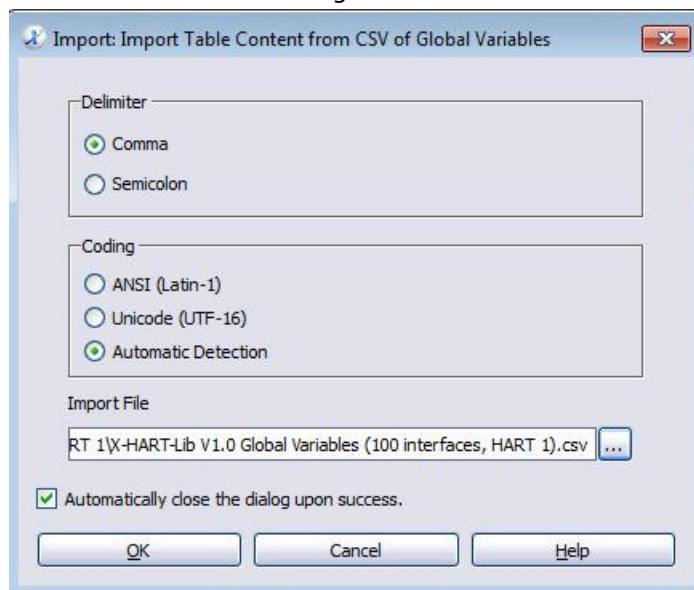 Import: Import Table Content from CSV of Global Variables
Delimiter
Comma
Semicolon
Coding
ANSI (Latin-1)
Unicode (UTF-16)
Automatic Detection
Import File
RT 1\X-HART-Lib V1.0 Global Variables (100 interfaces, HART 1).csv ...
Automatically close the dialog upon success.
OK Cancel Help